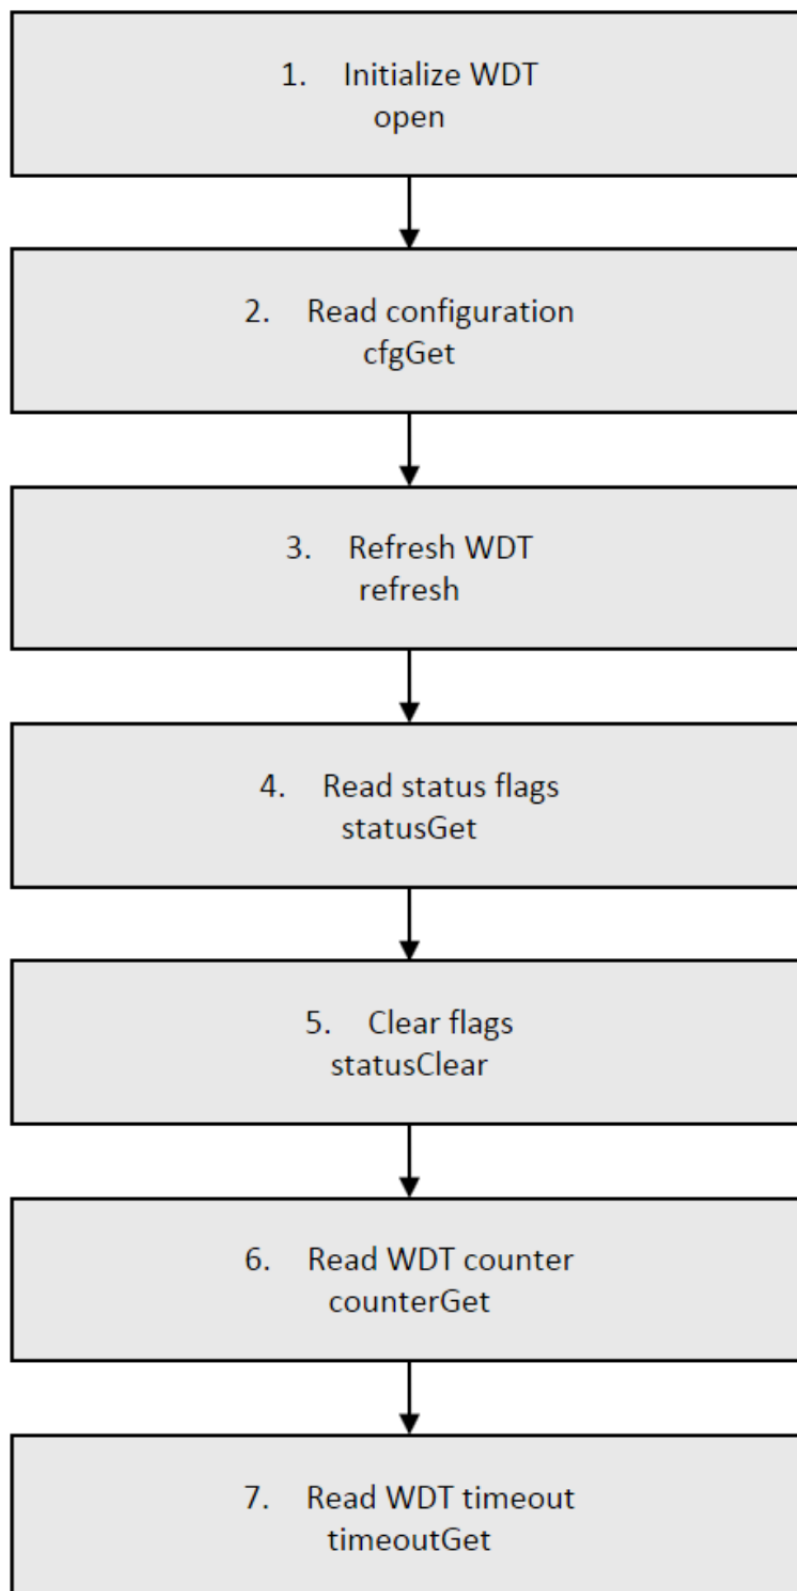 1. Initialize WDT
open
2. Read configuration
cfgGet
3. Refresh WDT
refresh
4. Read status flags
statusGet
5. Clear flags
statusClear
6. Read WDT counter
counterGet
7. Read WDT timeout
timeoutGet